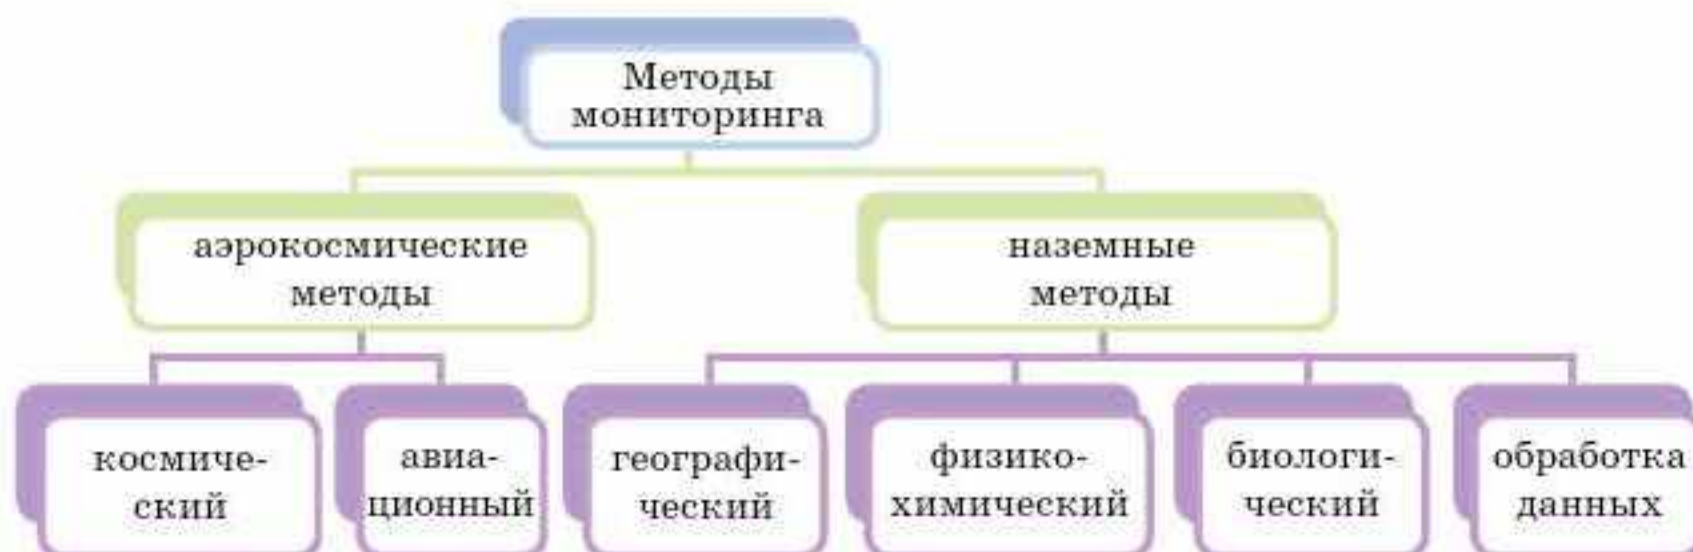 Методы
мониторинга
аэрокосмические
методы
наземные
методы
космиче-
ский
авиа-
ционный
географи-
ческий
физико-
химический
биологи-
ческий
обработка
данных